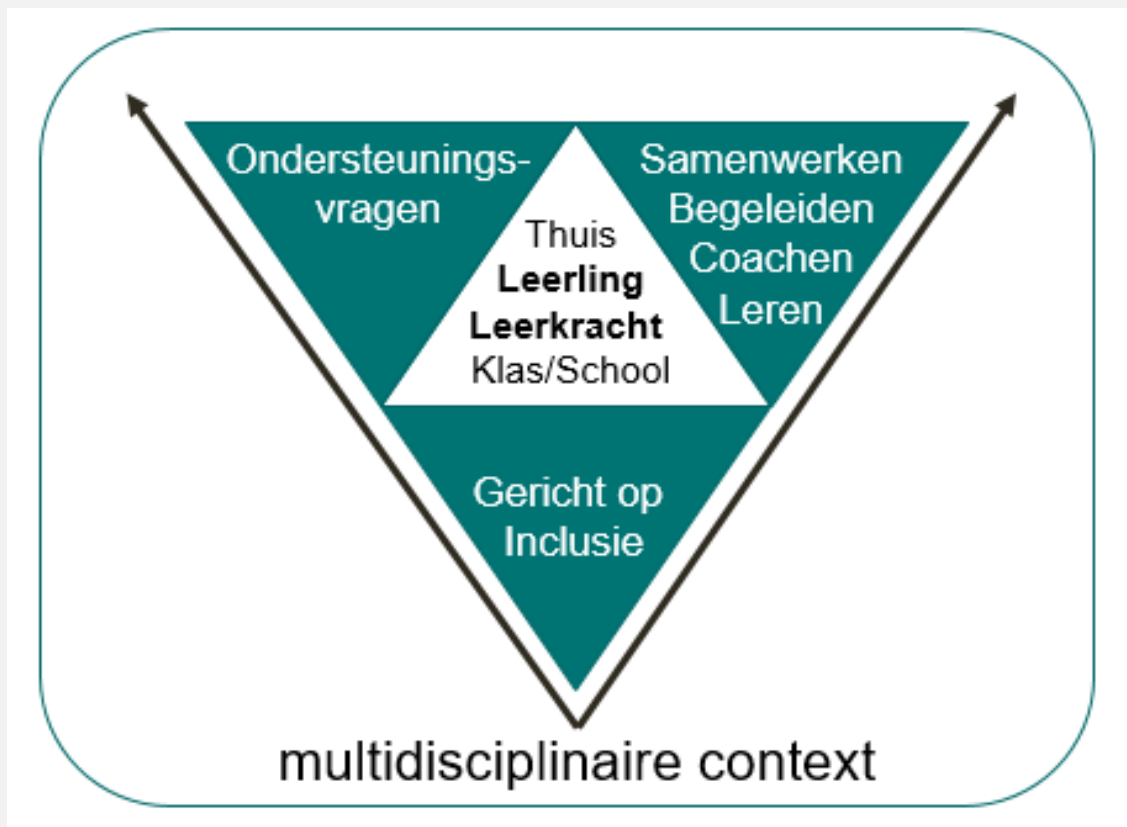 Ondersteunings-
vragen
Samenwerken
Begeleiden
Coachen
Leren
Thuis
Leerling
Leerkracht
Klas/School
Gericht op
Inclusie
multidisciplinaire context